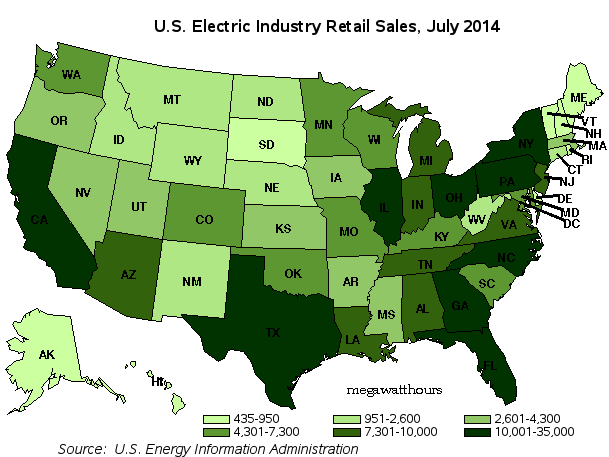 U.S. Electric Industry Retail Sales, July 2014
WA
MT
ND
MN
ME
VT
NH
MA
RI
CT
OR
ID
SD
WI
MI
NY
WY
IA
NE
PA
NJ
NV
UT
CO
IL
IN
OH
DE
MD
DC
WV
VA
CA
KS
MO
KY
NC
AZ
NM
OK
AR
TN
SC
TX
LA
MS
AL
GA
FL
AK
HI
megawatthours
435-950 951-2,600 2,601-4,300
4,301-7,300 7,301-10,000 10,001-35,000
Source: U.S. Energy Information Administration